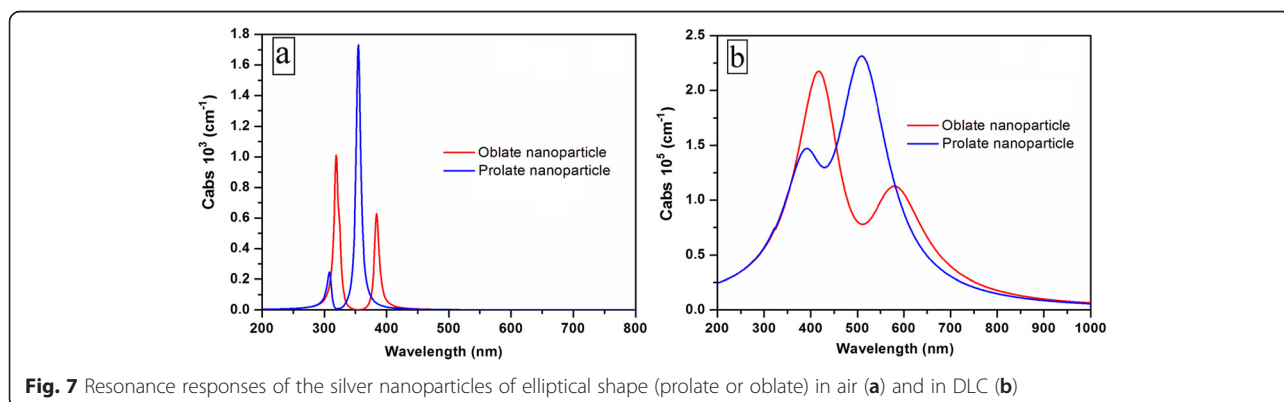 a
Cabs 10³ (cm⁻¹)
1.8
1.6
1.4
1.2
1.0
0.8
0.6
0.4
0.2
0.0
Oblate nanoparticle
Prolate nanoparticle
200 300 400 500 600 700 800
Wavelength (nm)
b
Cabs 10⁵ (cm⁻¹)
2.5
2.0
1.5
1.0
0.5
0.0
Oblate nanoparticle
Prolate nanoparticle
200 300 400 500 600 700 800 900 1000
Wavelength (nm)
Fig. 7 Resonance responses of the silver nanoparticles of elliptical shape (prolate or oblate) in air (a) and in DLC (b)